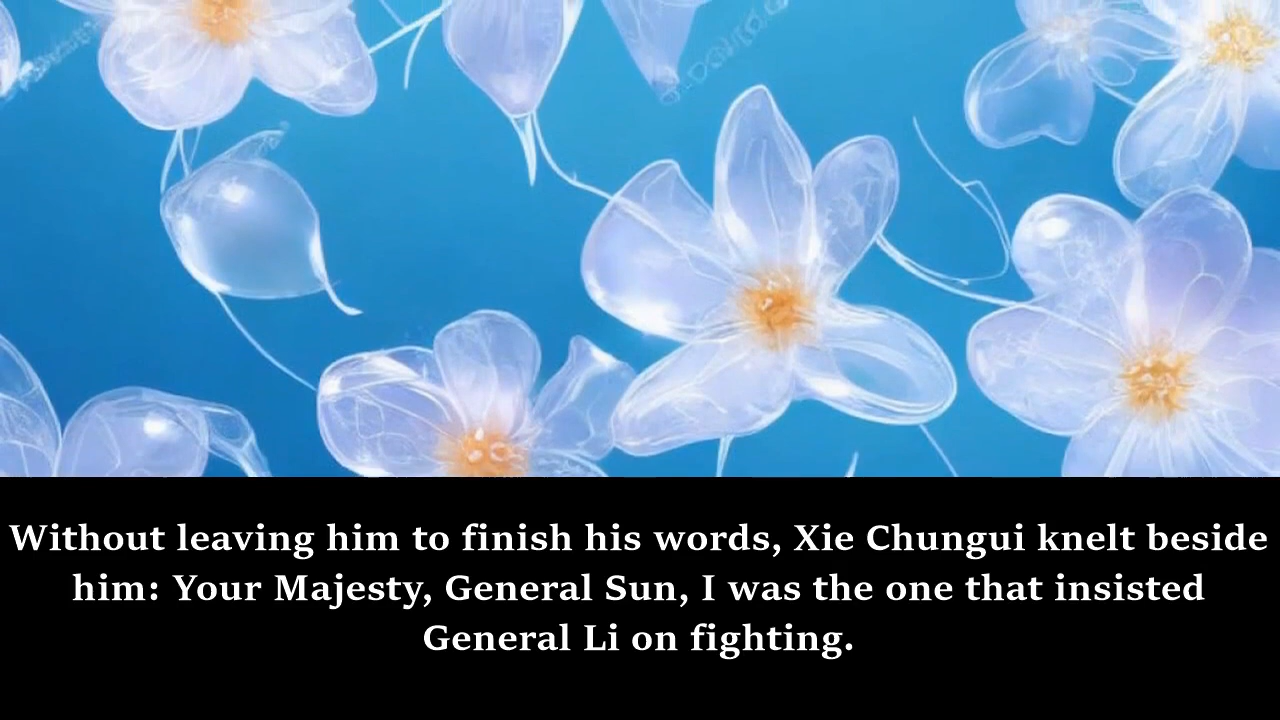 Without leaving him to finish his words, Xie Chungui knelt beside
him: Your Majesty, General Sun, I was the one that insisted
General Li on fighting.